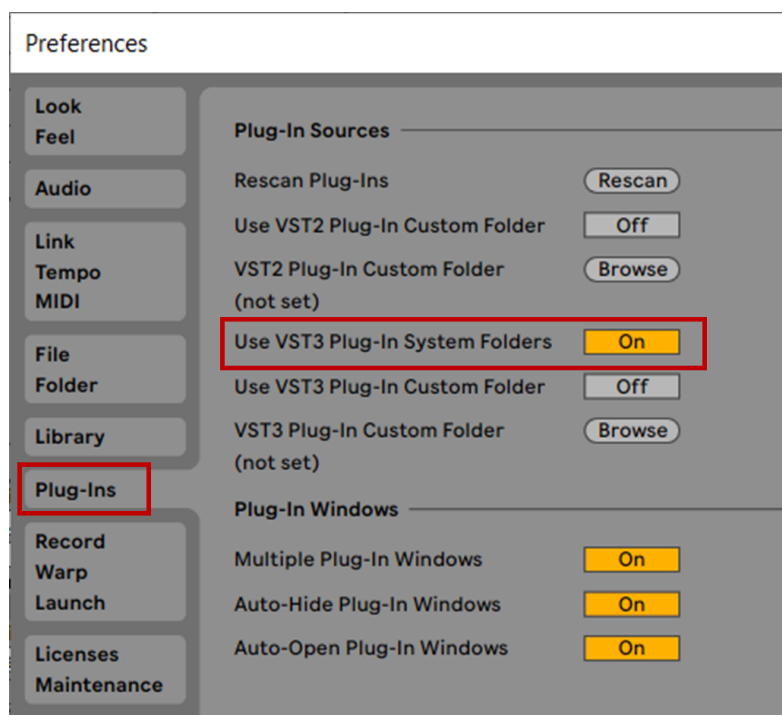 Preferences
Look
Feel
Audio
Link
Tempo
MIDI
File
Folder
Library
Plug-Ins
Record
Warp
Launch
Licenses
Maintenance
Plug-In Sources
Rescan Plug-Ins Rescan
Use VST2 Plug-In Custom Folder Off
VST2 Plug-In Custom Folder Browse
(not set)
Use VST3 Plug-In System Folders On
Use VST3 Plug-In Custom Folder Off
VST3 Plug-In Custom Folder Browse
(not set)
Plug-In Windows
Multiple Plug-In Windows On
Auto-Hide Plug-In Windows On
Auto-Open Plug-In Windows On